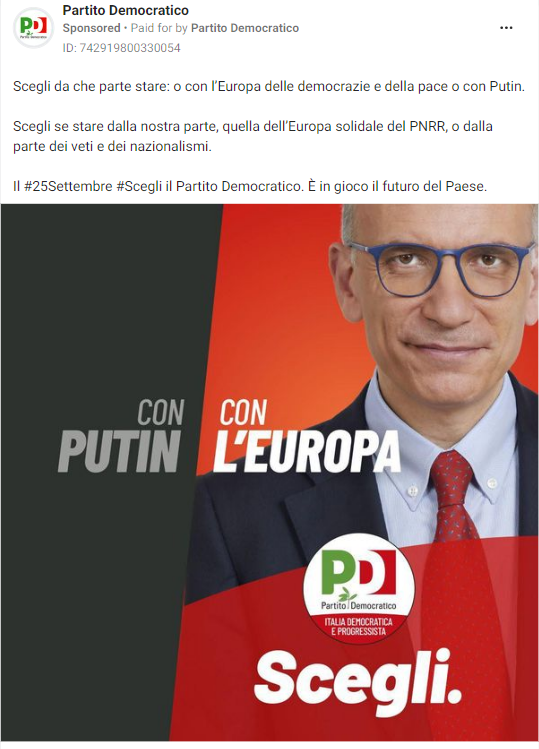 Partito Democratico
Sponsored • Paid for by Partito Democratico
ID: 742919800330054
Scegli da che parte stare: o con l'Europa delle democrazie e della pace o con Putin.
Scegli se stare dalla nostra parte, quella dell'Europa solidale del PNRR, o dalla
parte dei veti e dei nazionalismi.
Il #25Settembre #Scegli il Partito Democratico. È in gioco il futuro del Paese.
CON
PUTIN
CON
L'EUROPA
PD
Partito Democratico
ITALIA DEMOCRATICA
E PROGRESSISTA
Scegli.